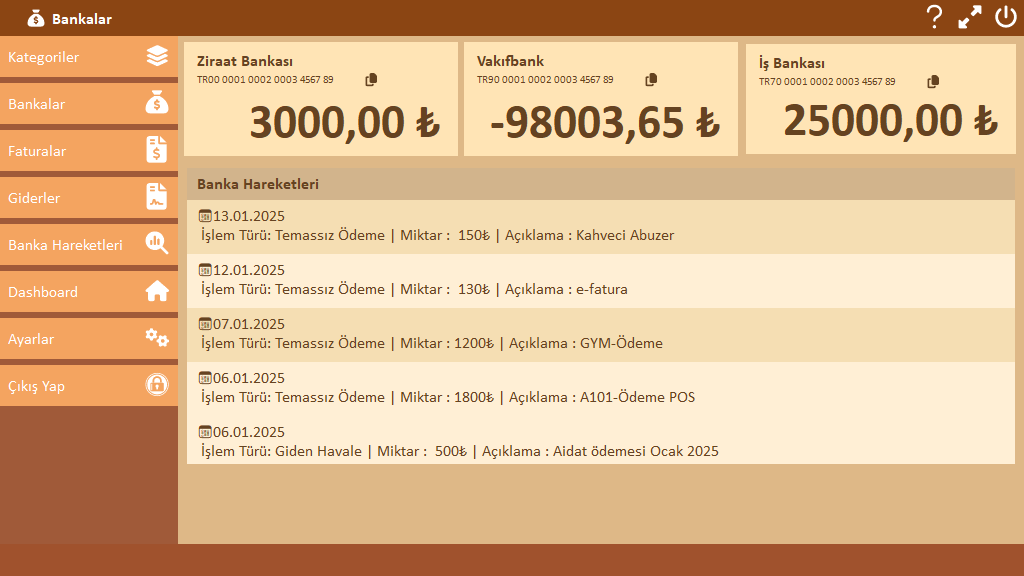 Bankalar
Kategoriler
Bankalar
Faturalar
Giderler
Banka Hareketleri
Dashboard
Ayarlar
Çıkış Yap
Ziraat Bankası
TR00 0001 0002 0003 4567 89
3000,00 ₺
Vakıfbank
TR90 0001 0002 0003 4567 89
-98003,65 ₺
İş Bankası
TR70 0001 0002 0003 4567 89
25000,00 ₺
Banka Hareketleri
13.01.2025
İşlem Türü: Temassız Ödeme | Miktar : 150₺ | Açıklama : Kahveci Abuzer
12.01.2025
İşlem Türü: Temassız Ödeme | Miktar : 130₺ | Açıklama : e-fatura
07.01.2025
İşlem Türü: Temassız Ödeme | Miktar : 1200₺ | Açıklama : GYM-Ödeme
06.01.2025
İşlem Türü: Temassız Ödeme | Miktar : 1800₺ | Açıklama : A101-Ödeme POS
06.01.2025
İşlem Türü: Giden Havale | Miktar : 500₺ | Açıklama : Aidat ödemesi Ocak 2025